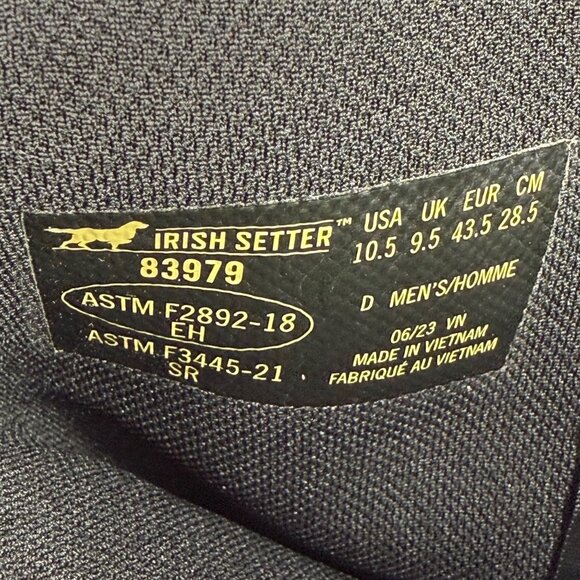 IRISH SETTER™
83979
ASTM F2892-18
EH
ASTM F3445-21
SR
USA UK EUR CM
10.5 9.5 43.5 28.5
D MEN'S/HOMME
06/23 VN
MADE IN VIETNAM
FABRIQUÉ AU VIETNAM